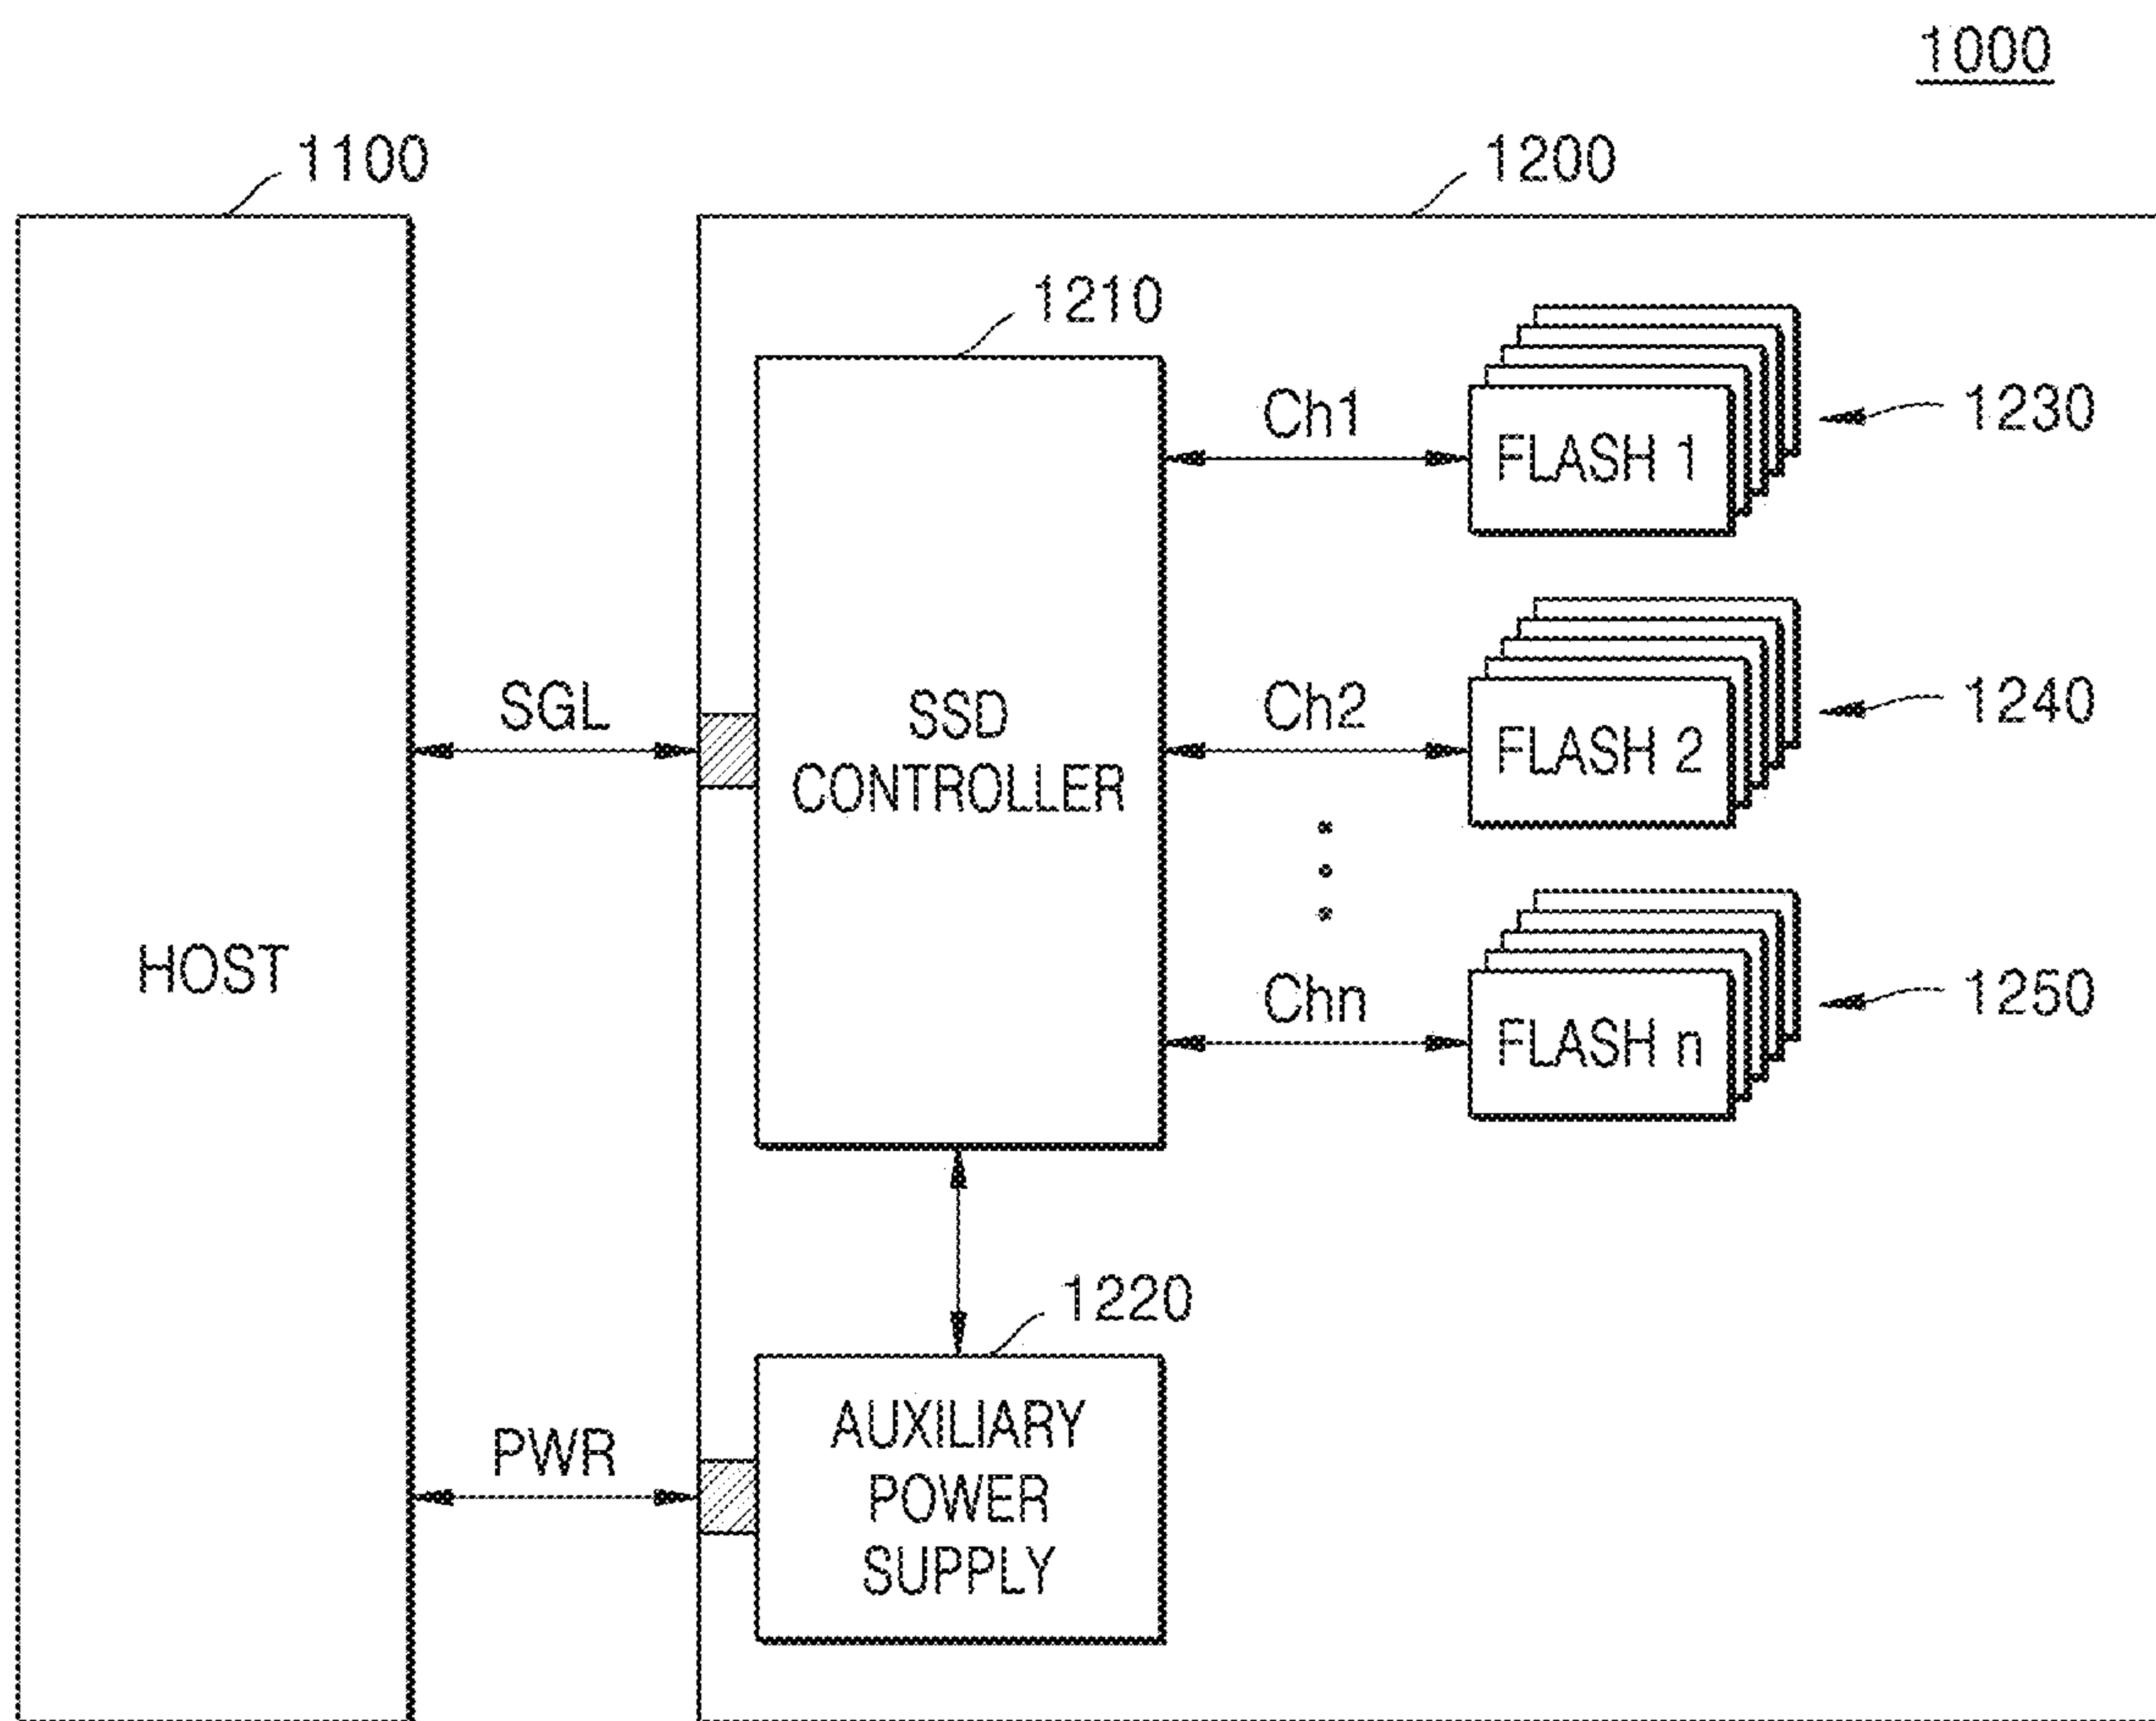 1000
1100
1200
1210
Ch1
FLASH 1
1230
SGL
SSD
CONTROLLER
Ch2
FLASH 2
1240
HOST
Chn
FLASH n
1250
1220
PWR
AUXILIARY
POWER
SUPPLY